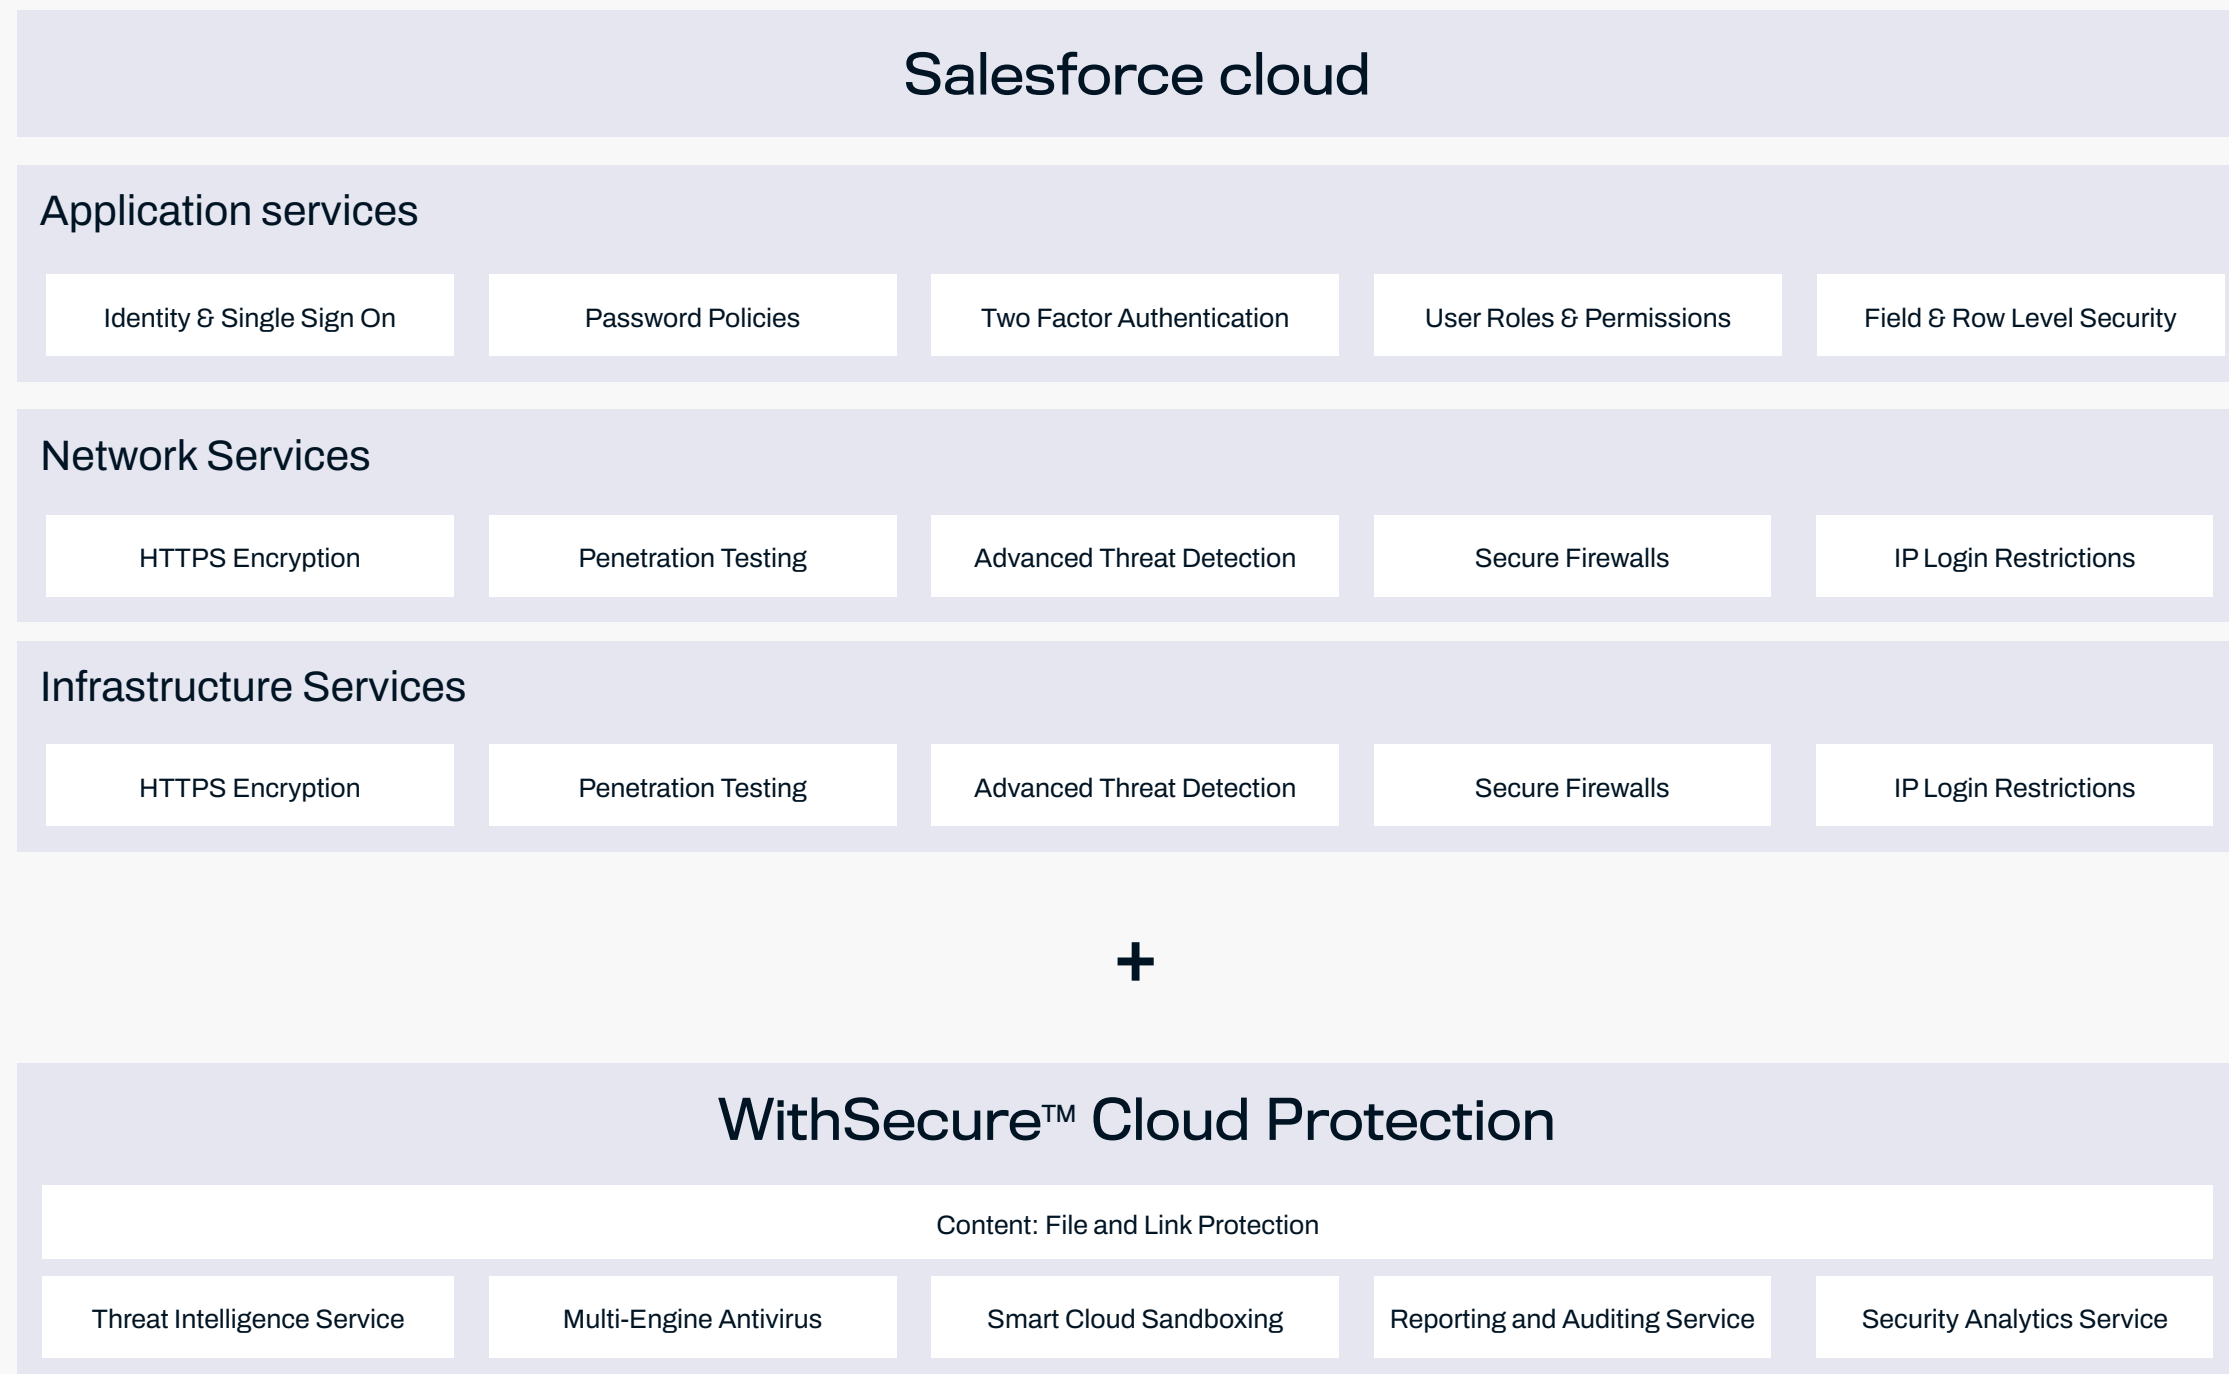 Salesforce cloud
Application services
Identity & Single Sign On
Password Policies
Two Factor Authentication
User Roles & Permissions
Field & Row Level Security
Network Services
HTTPS Encryption
Penetration Testing
Advanced Threat Detection
Secure Firewalls
IP Login Restrictions
Infrastructure Services
HTTPS Encryption
Penetration Testing
Advanced Threat Detection
Secure Firewalls
IP Login Restrictions
+
WithSecure™ Cloud Protection
Content: File and Link Protection
Threat Intelligence Service
Multi-Engine Antivirus
Smart Cloud Sandboxing
Reporting and Auditing Service
Security Analytics Service